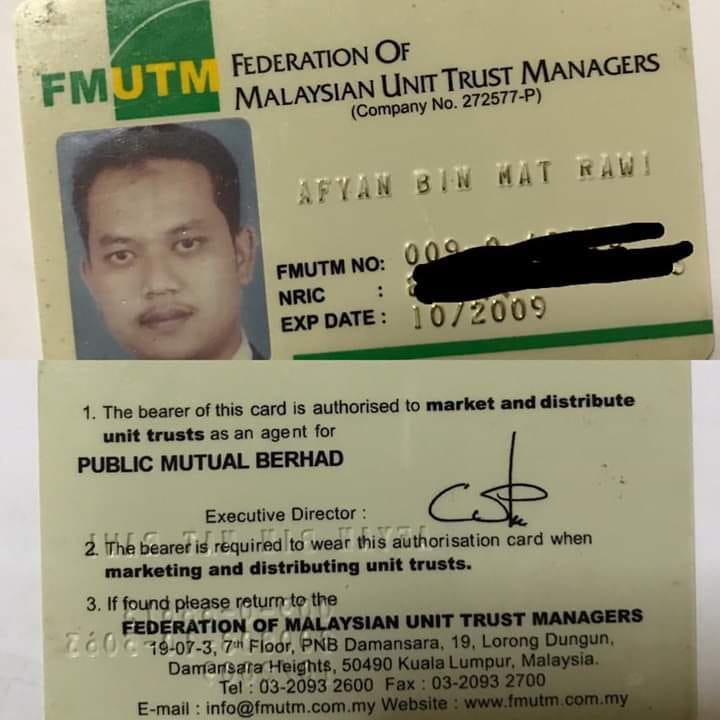 FMUTM
FEDERATION OF
MALAYSIAN UNIT TRUST MANAGERS
(Company No. 272577-P)
AFYAN BIN MAT RAWI
FMUTM NO: 009
NRIC :
EXP DATE : 10/2009
1. The bearer of this card is authorised to market and distribute
unit trusts as an agent for
PUBLIC MUTUAL BERHAD
Executive Director :
2. The bearer is required to wear this authorisation card when
marketing and distributing unit trusts.
3. If found please return to the
FEDERATION OF MALAYSIAN UNIT TRUST MANAGERS
19-07-3, 7th Floor, PNB Damansara, 19, Lorong Dungun,
Damansara Heights, 50490 Kuala Lumpur, Malaysia.
Tel : 03-2093 2600 Fax : 03-2093 2700
E-mail : info@fmutm.com.my Website : www.fmutm.com.my